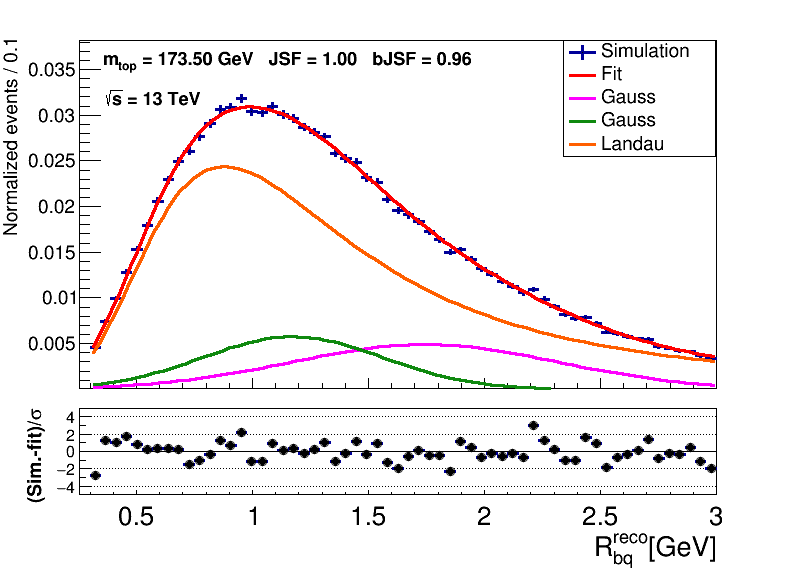 m_top = 173.50 GeV JSF = 1.00 bJSF = 0.96
√s = 13 TeV
Simulation
Fit
Gauss
Gauss
Landau
Normalized events / 0.1
0.035
0.03
0.025
0.02
0.015
0.01
0.005
(Sim.-fit)/σ
4
2
0
−2
−4
0.5 1 1.5 2 2.5 3
R_bq^reco[GeV]